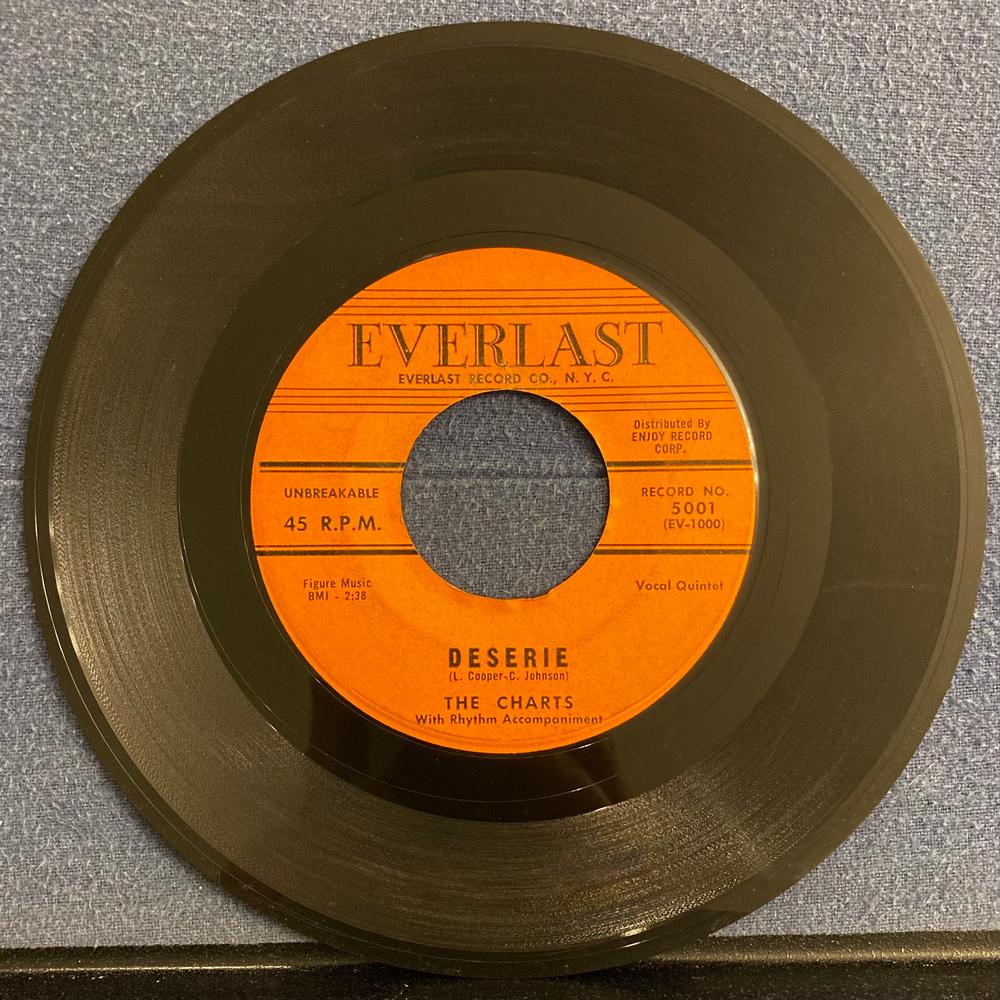 EVERLAST
EVERLAST RECORD CO., N. Y. C.
Distributed By
ENJOY RECORD
CORP.
UNBREAKABLE
45 R.P.M.
RECORD NO.
5001
(EV-1000)
Figure Music
BMI - 2:38
Vocal Quintet
DESERIE
(L. Cooper-C. Johnson)
THE CHARTS
With Rhythm Accompaniment